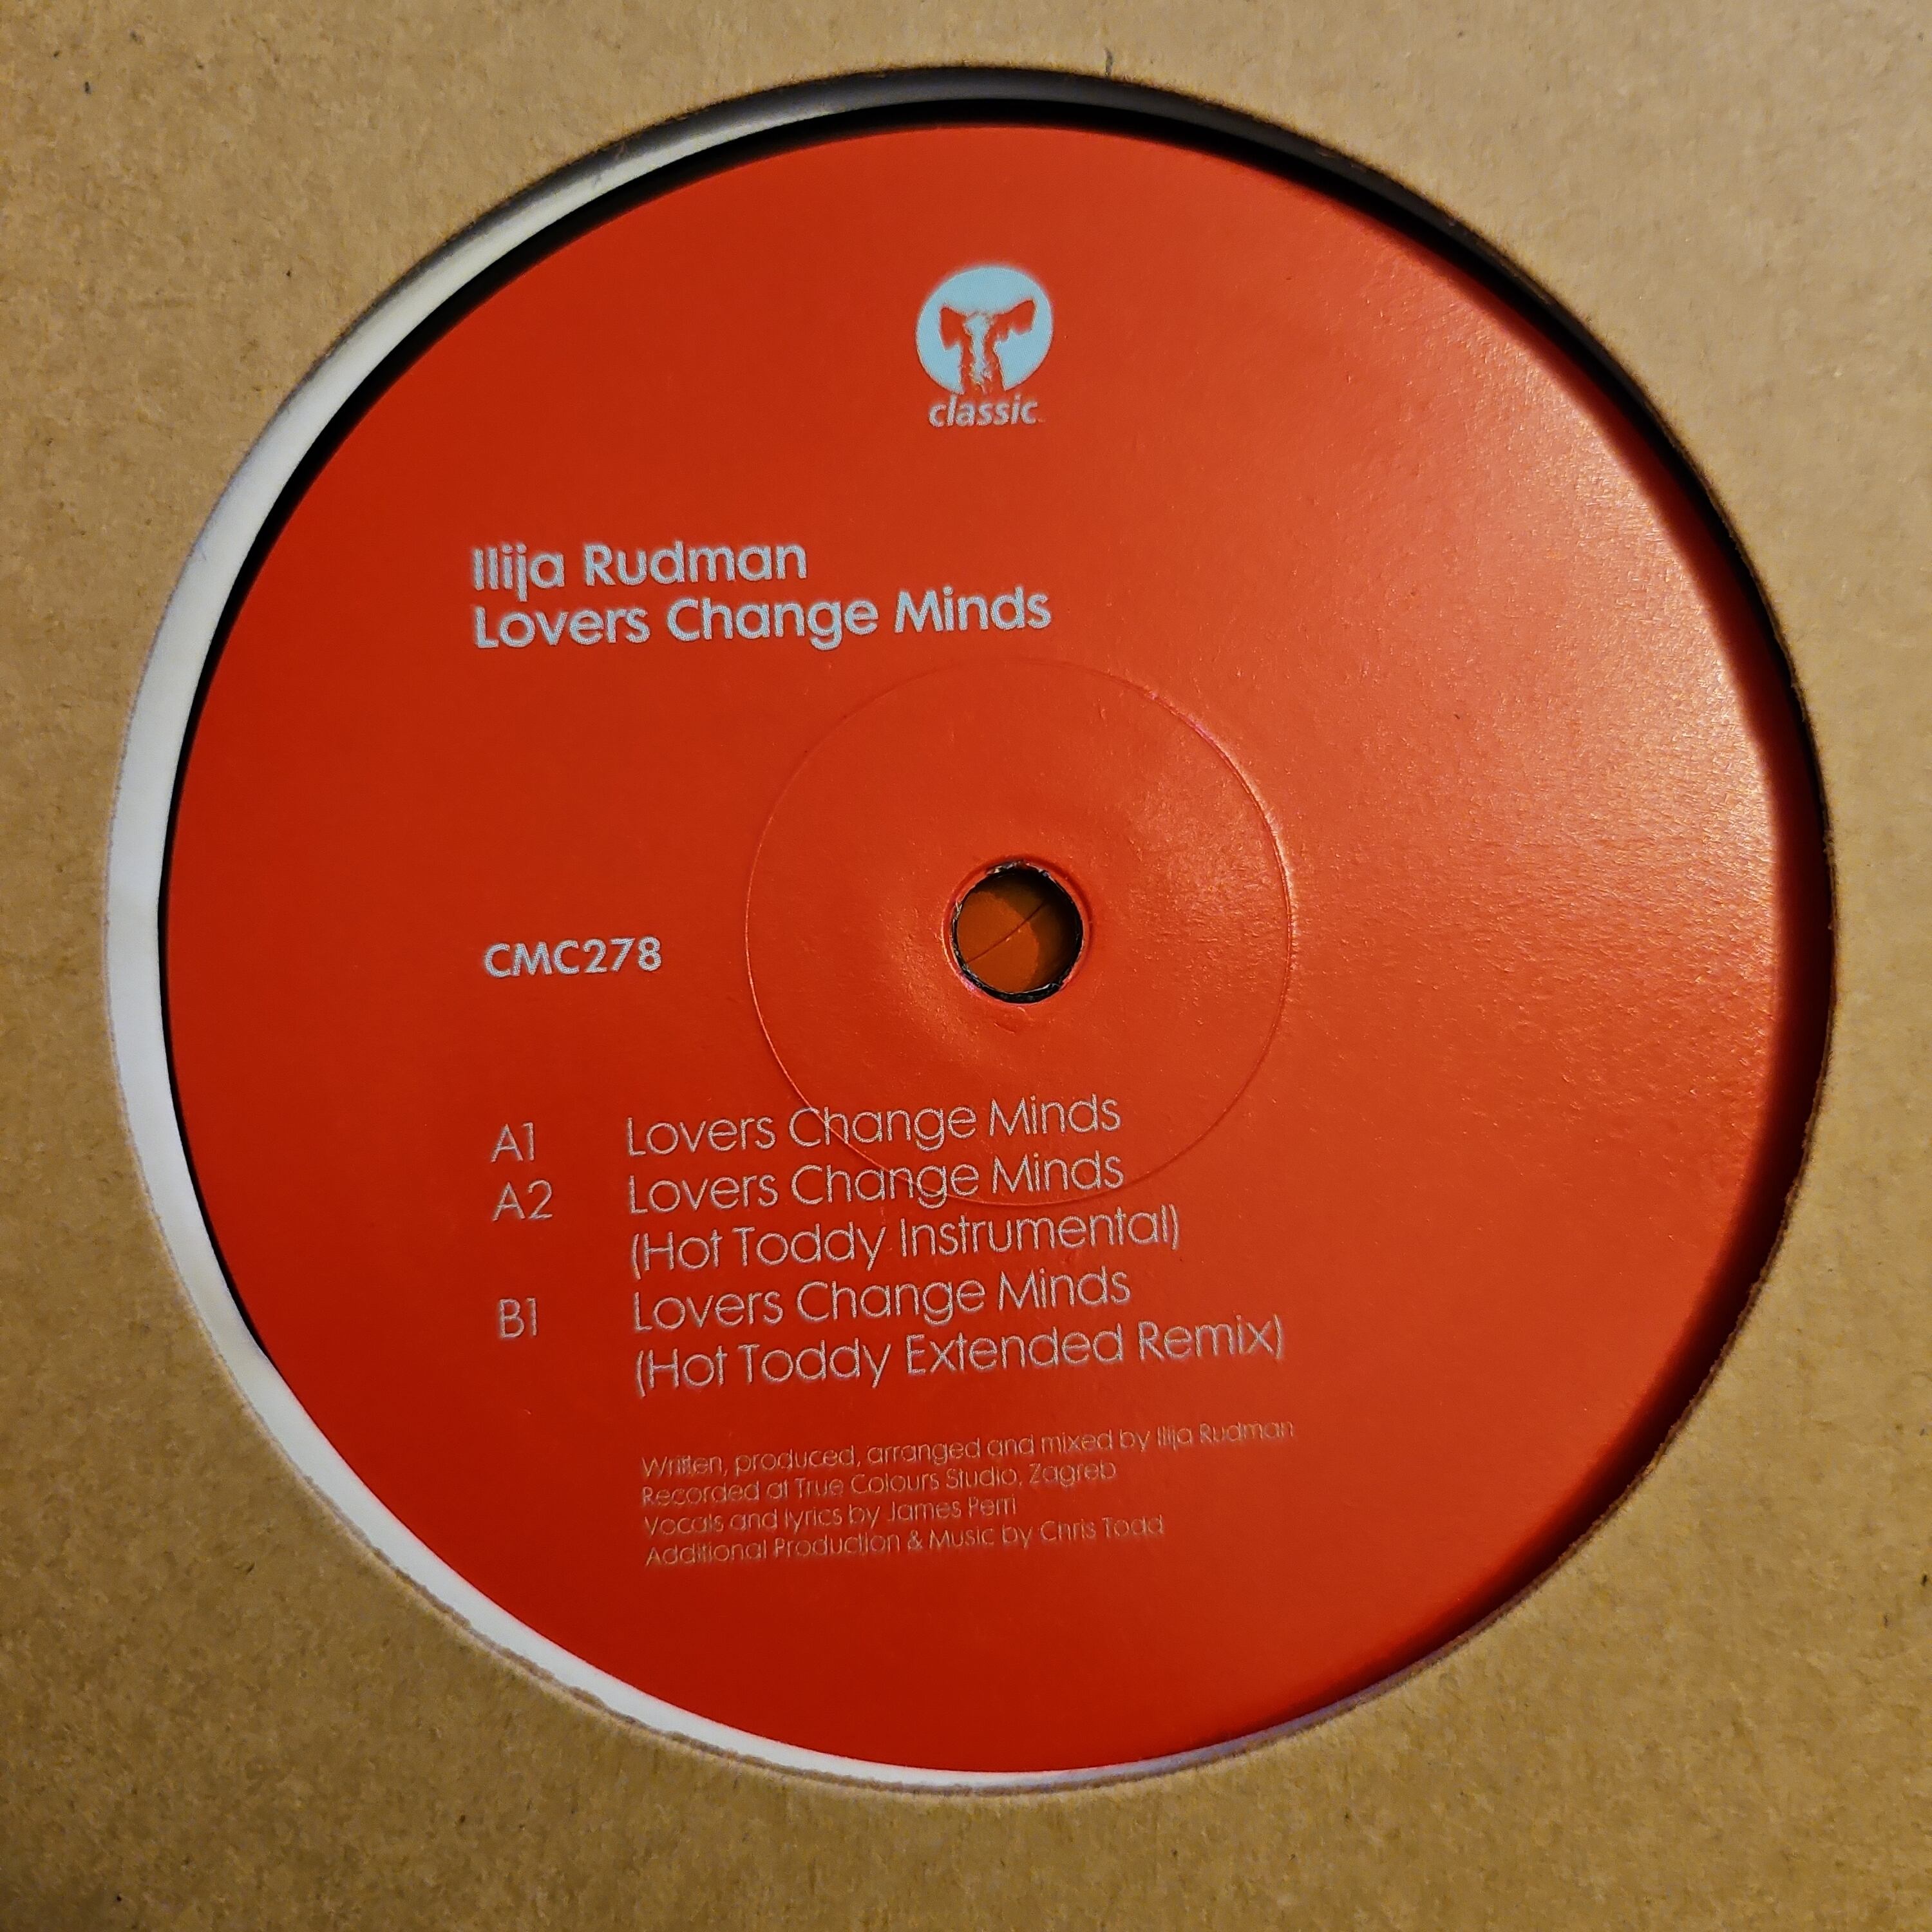 classic
Ilija Rudman
Lovers Change Minds
CMC278
A1 Lovers Change Minds
A2 Lovers Change Minds
(Hot Toddy Instrumental)
B1 Lovers Change Minds
(Hot Toddy Extended Remix)
Written, produced, arranged and mixed by Ilija Rudman
Recorded at True Colours Studio, Zagreb
Vocals and lyrics by James Perri
Additional Production & Music by Chris Todd